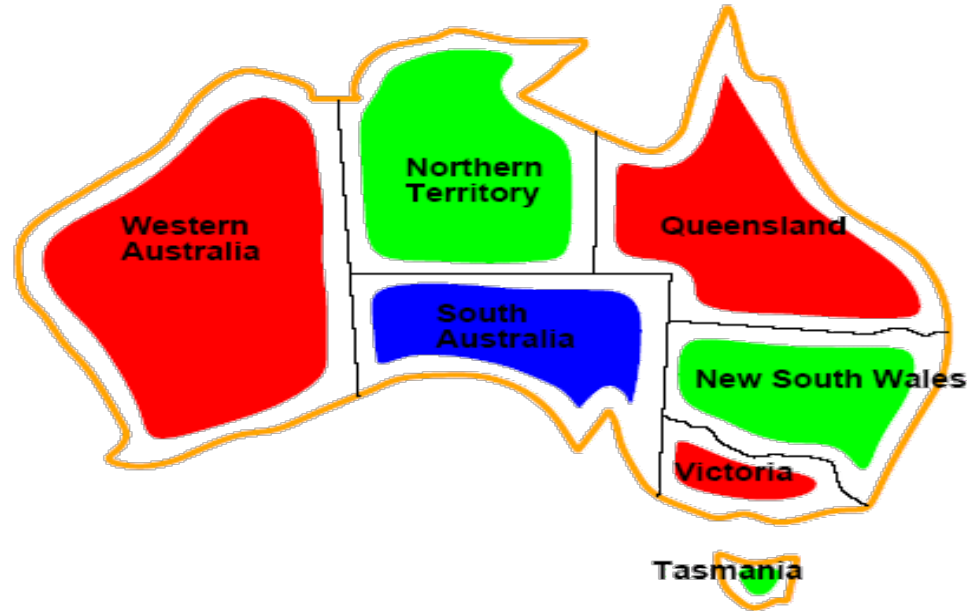 Northern
Territory
Western
Australia
Queensland
South
Australia
New South Wales
Victoria
Tasmania